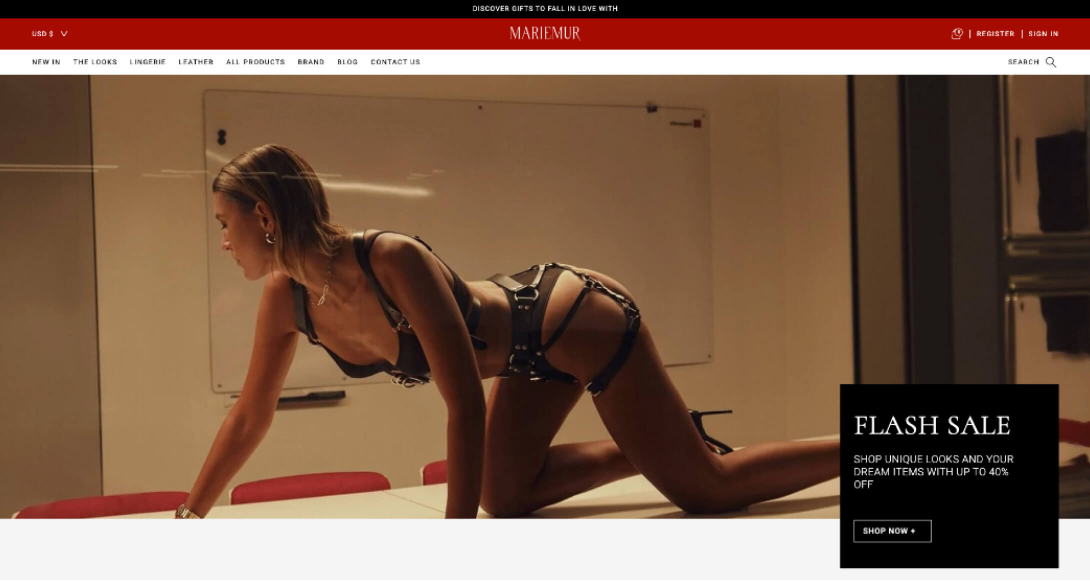 DISCOVER GIFTS TO FALL IN LOVE WITH
USD $
MARIEMUR
REGISTER | SIGN IN
NEW IN THE LOOKS LINGERIE LEATHER ALL PRODUCTS BRAND BLOG CONTACT US
SEARCH
FLASH SALE
SHOP UNIQUE LOOKS AND YOUR
DREAM ITEMS WITH UP TO 40%
OFF
SHOP NOW +